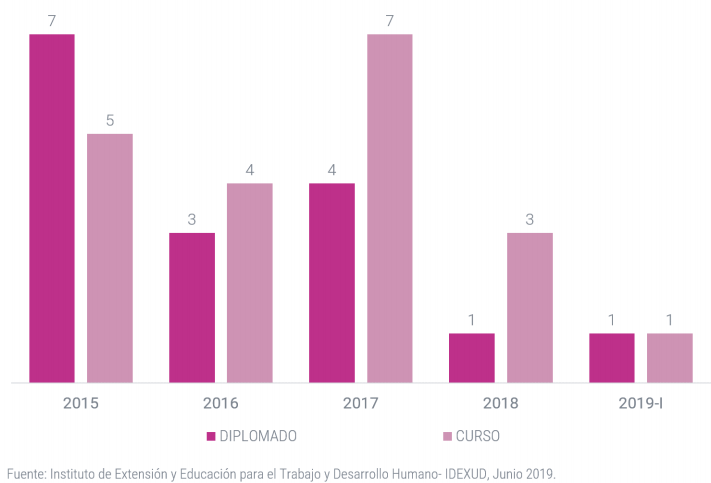 7 7
5
4 4
3 3
1 1 1
2015 2016 2017 2018 2019-I
DIPLOMADO CURSO
Fuente: Instituto de Extensión y Educación para el Trabajo y Desarrollo Humano- IDEXUD, Junio 2019.